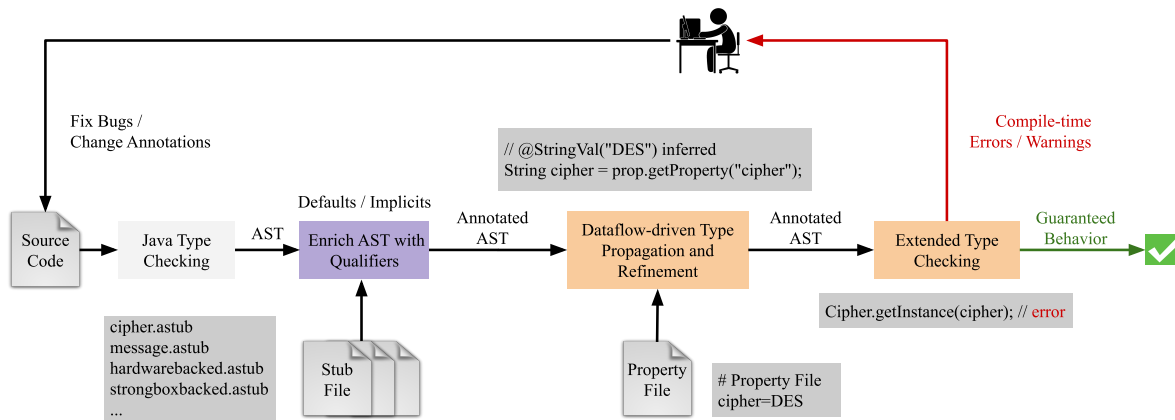 Fix Bugs /
Change Annotations
Compile-time
Errors / Warnings
// @StringVal("DES") inferred
String cipher = prop.getProperty("cipher");
Source
Code
Java Type
Checking
AST
Defaults / Implicits
Enrich AST with
Qualifiers
Annotated
AST
Dataflow-driven Type
Propagation and
Refinement
Annotated
AST
Extended Type
Checking
Guaranteed
Behavior
cipher.astub
message.astub
hardwarebacked.astub
strongboxbacked.astub
...
Stub
File
Property
File
# Property File
cipher=DES
Cipher.getInstance(cipher); // error